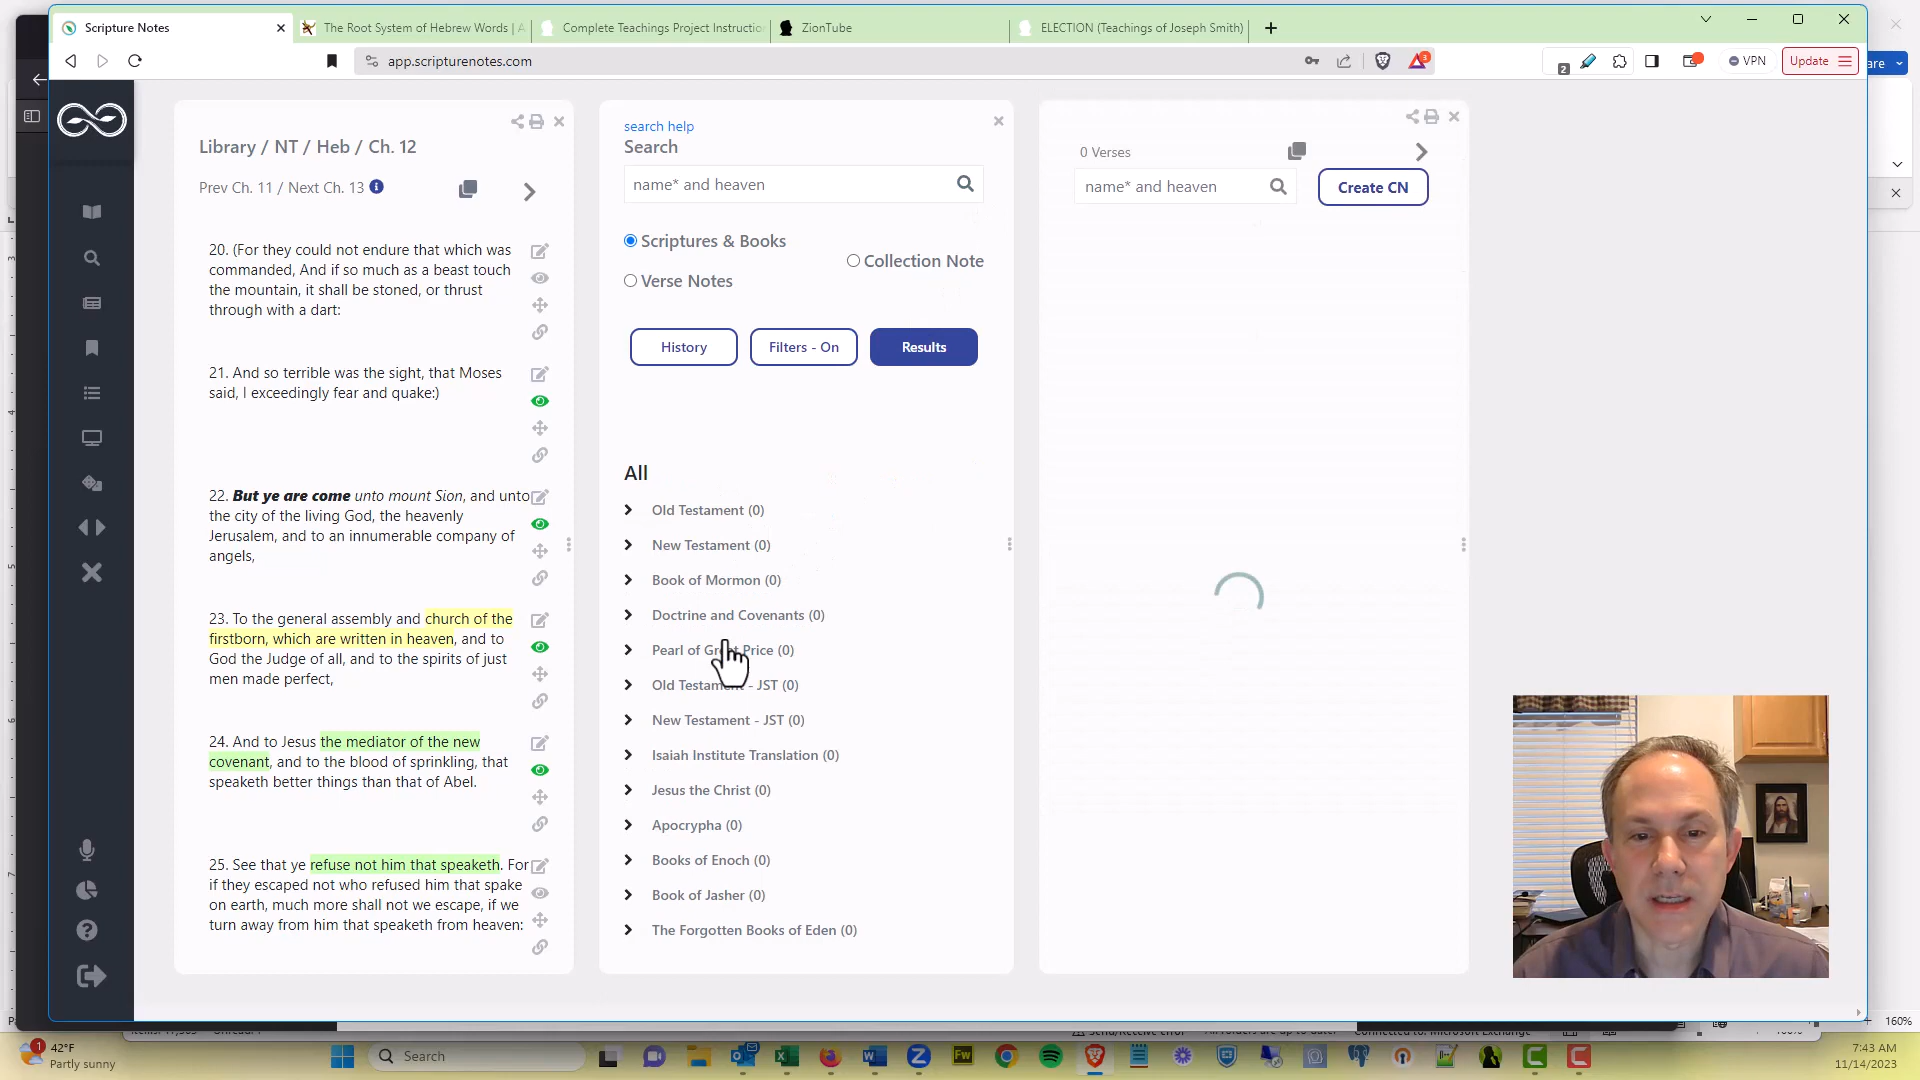 Scripture Notes
The Root System of Hebrew Words | A
Complete Teachings Project Instructio
ZionTube
ELECTION (Teachings of Joseph Smith)
app.scripturenotes.com
2
3
VPN
Update
are
Library / NT / Heb / Ch. 12
Prev Ch. 11 / Next Ch. 13
20. (For they could not endure that which was
commanded, And if so much as a beast touch
the mountain, it shall be stoned, or thrust
through with a dart:
21. And so terrible was the sight, that Moses
said, I exceedingly fear and quake:)
22. But ye are come unto mount Sion, and unto
the city of the living God, the heavenly
Jerusalem, and to an innumerable company of
angels,
23. To the general assembly and church of the
firstborn, which are written in heaven, and to
God the Judge of all, and to the spirits of just
men made perfect,
24. And to Jesus the mediator of the new
covenant, and to the blood of sprinkling, that
speaketh better things than that of Abel.
25. See that ye refuse not him that speaketh. For
if they escaped not who refused him that spake
on earth, much more shall not we escape, if we
turn away from him that speaketh from heaven:
search help
Search
name* and heaven
Scriptures & Books
Collection Note
Verse Notes
History
Filters - On
Results
All
Old Testament (0)
New Testament (0)
Book of Mormon (0)
Doctrine and Covenants (0)
Pearl of Great Price (0)
Old Testament - JST (0)
New Testament - JST (0)
Isaiah Institute Translation (0)
Jesus the Christ (0)
Apocrypha (0)
Books of Enoch (0)
Book of Jasher (0)
The Forgotten Books of Eden (0)
0 Verses
name* and heaven
Create CN
160%
1
42°F
Partly sunny
Search
Fw
7:43 AM
11/14/2023